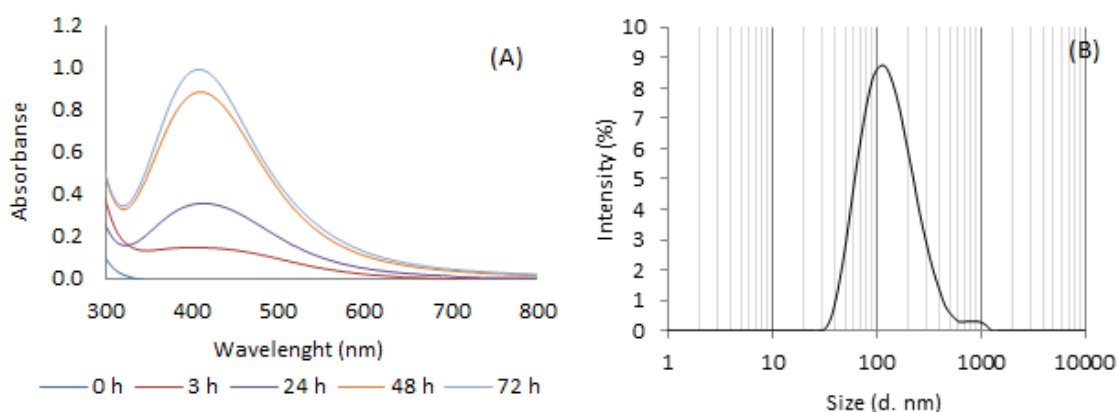 (A)
Absorbanse
1.2
1.0
0.8
0.6
0.4
0.2
0.0
300 400 500 600 700 800
Wavelenght (nm)
0 h 3 h 24 h 48 h 72 h
(B)
Intensity (%)
10
9
8
7
6
5
4
3
2
1
0
1 10 100 1000 10000
Size (d. nm)